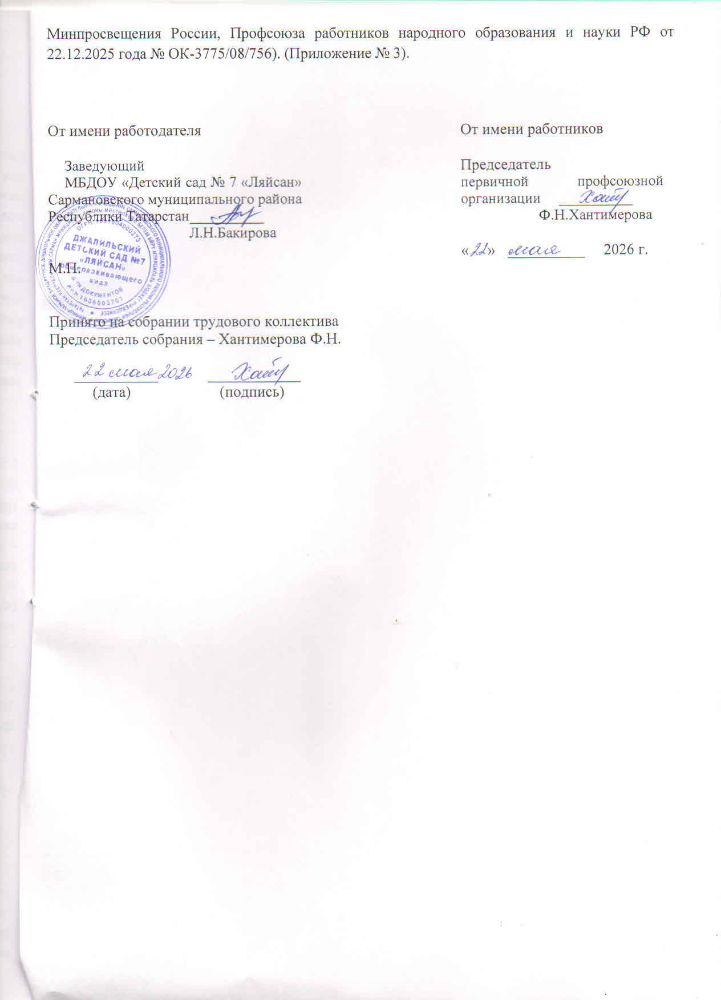 Минпросвещения России, Профсоюза работников народного образования и науки РФ от
22.12.2025 года № ОК-3775/08/756). (Приложение № 3).
От имени работодателя
Заведующий
МБДОУ «Детский сад № 7 «Ляйсан»
Сармановского муниципального района
Республики Татарстан
Л.Н.Бакирова
М.П.
ДЖАЛИЛЬСКИЙ
ДЕТСКИЙ САД №7
«ЛЯЙСАН»
общеразвивающего
вида
От имени работников
Председатель
первичной профсоюзной
организации
Ф.Н.Хантимерова
«22» мая 2026 г.
Принято на собрании трудового коллектива
Председатель собрания – Хантимерова Ф.Н.
22 мая 2026
(дата) (подпись)